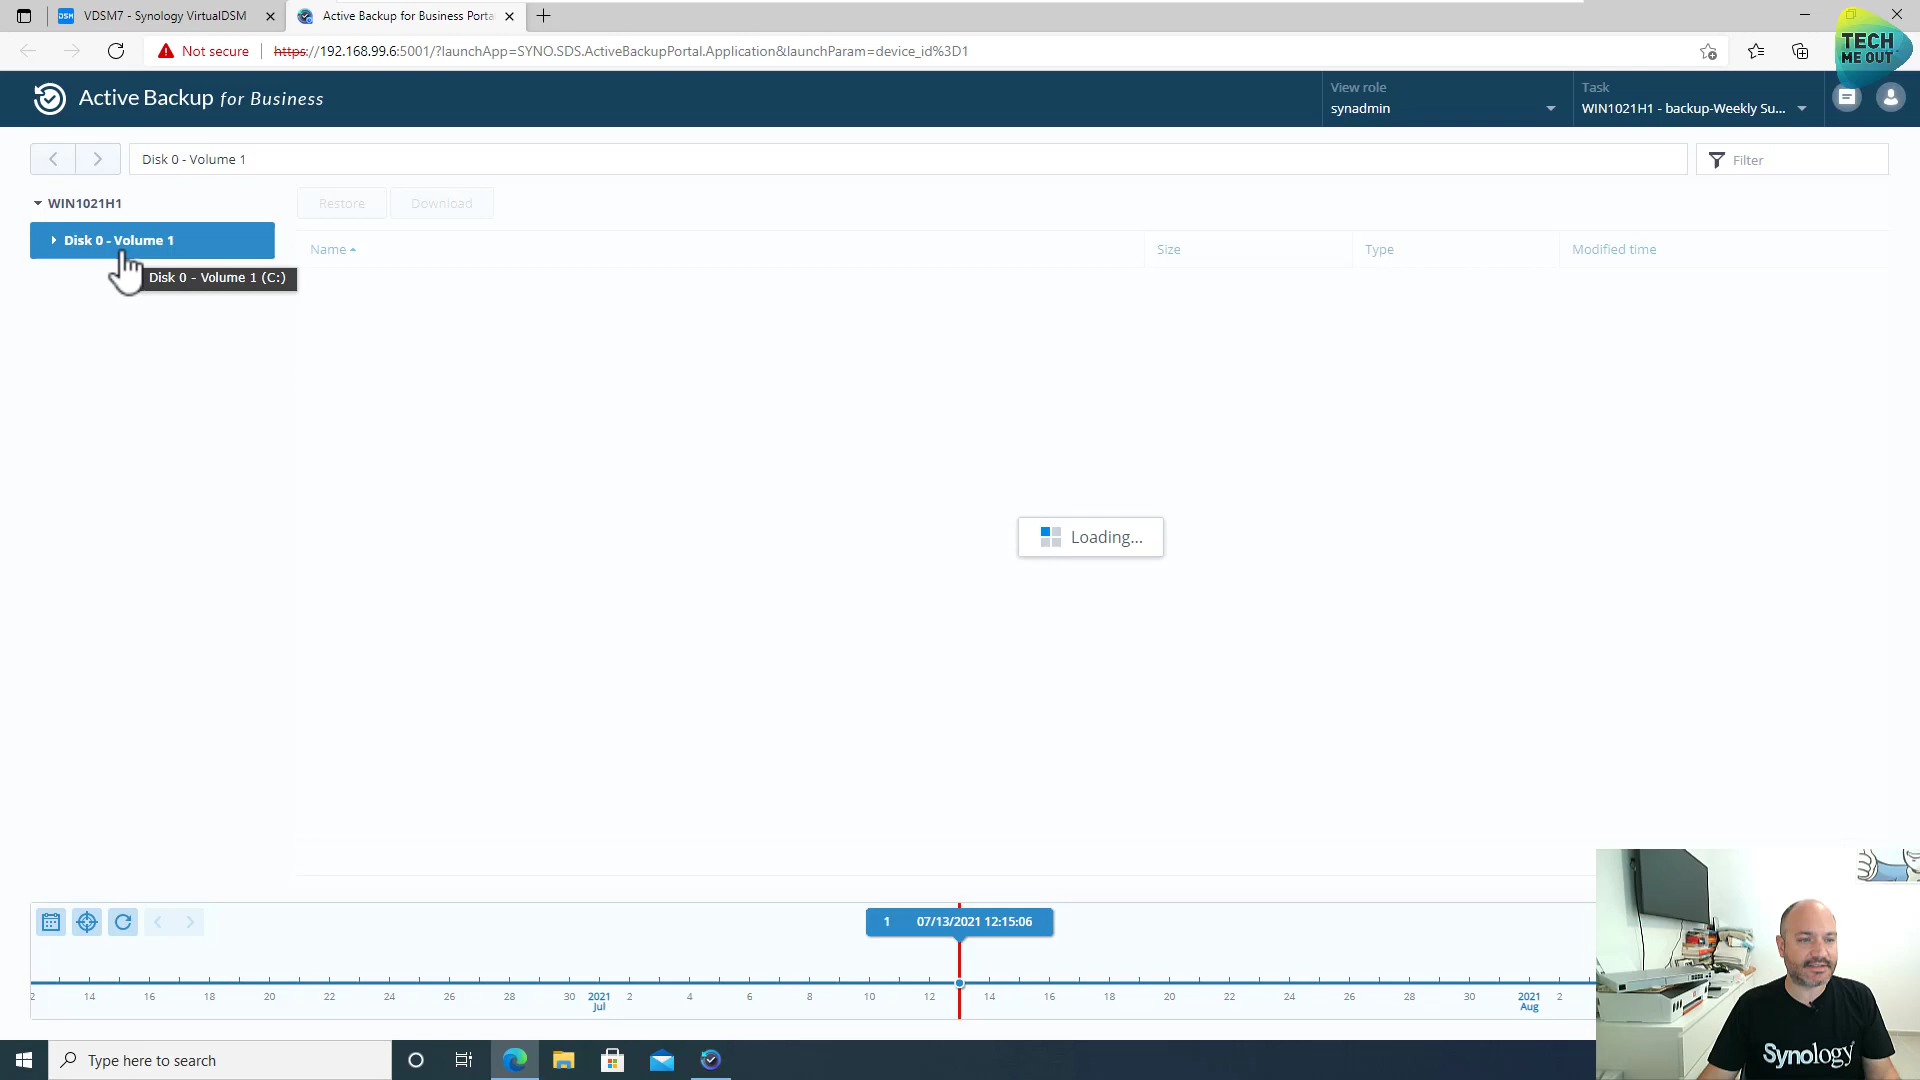 DSM VDSM7 - Synology VirtualDSM
Active Backup for Business Porta
TECH
ME OUT
Not secure
https://192.168.99.6:5001/?launchApp=SYNO.SDS.ActiveBackupPortal.Application&launchParam=device_id%3D1
Active Backup for Business
View role
synadmin
Task
WIN1021H1 - backup-Weekly Su...
Disk 0 - Volume 1
Filter
WIN1021H1
Restore
Download
Disk 0 - Volume 1
Name
Size
Type
Modified time
Disk 0 - Volume 1 (C:)
Loading...
1 07/13/2021 12:15:06
2 14 16 18 20 22 24 26 28 30 2021 2 4 6 8 10 12 14 16 18 20 22 24 26 28 30 2021 2
Jul Aug
Synology
Type here to search